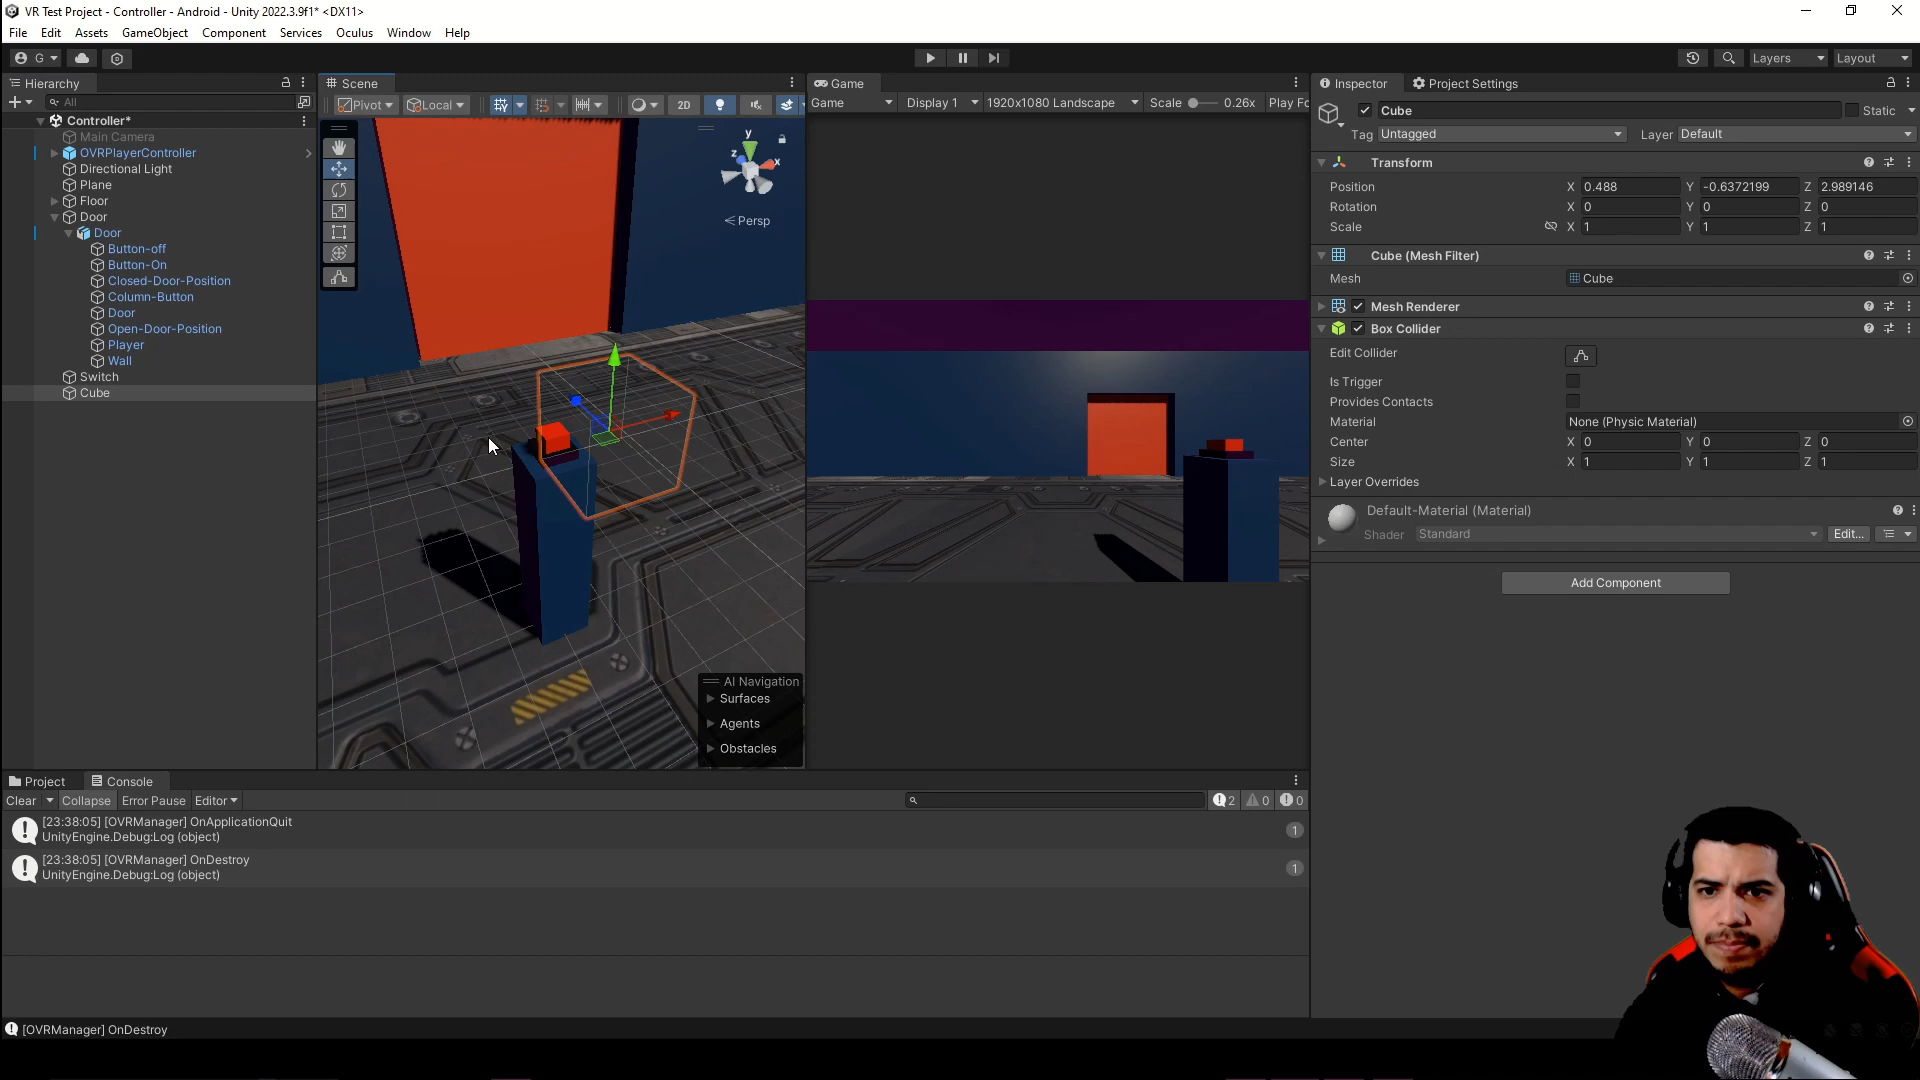 VR Test Project - Controller - Android - Unity 2022.3.9f1* <DX11>
File Edit Assets GameObject Component Services Oculus Window Help
G
Layers Layout
Hierarchy
All
Controller*
Main Camera
OVRPlayerController
Directional Light
Plane
Floor
Door
Door
Button-off
Button-On
Closed-Door-Position
Column-Button
Door
Open-Door-Position
Player
Wall
Switch
Cube
Scene
Pivot Local 2D
y
z x
< Persp
AI Navigation
Surfaces
Agents
Obstacles
Game
Game Display 1 1920x1080 Landscape Scale 0.26x Play Fo
Inspector Project Settings
Cube Static
Tag Untagged Layer Default
Transform
Position X 0.488 Y -0.6372199 Z 2.989146
Rotation X 0 Y 0 Z 0
Scale X 1 Y 1 Z 1
Cube (Mesh Filter)
Mesh Cube
Mesh Renderer
Box Collider
Edit Collider
Is Trigger
Provides Contacts
Material None (Physic Material)
Center X 0 Y 0 Z 0
Size X 1 Y 1 Z 1
Layer Overrides
Default-Material (Material)
Shader Standard Edit...
Add Component
Project Console
Clear Collapse Error Pause Editor 2 0 0
[23:38:05] [OVRManager] OnApplicationQuit
UnityEngine.Debug:Log (object)
1
[23:38:05] [OVRManager] OnDestroy
UnityEngine.Debug:Log (object)
1
[OVRManager] OnDestroy